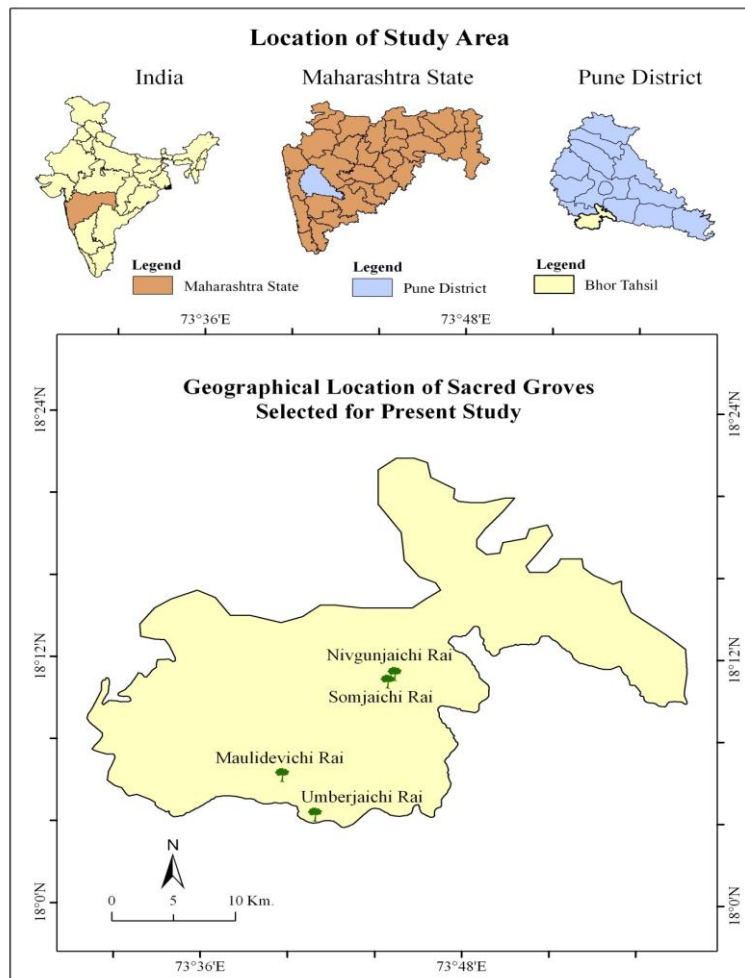 Location of Study Area
India
Maharashtra State
Pune District
Legend
Maharashtra State
Legend
Pune District
Legend
Bhor Tahsil
73°36'E
73°48'E
Geographical Location of Sacred Groves
Selected for Present Study
18°24'N
18°24'N
Nivgunjaichi Rai
18°12'N
18°12'N
Somjaichi Rai
Maulidevichi Rai
Umberjaichi Rai
N
0 5 10 Km.
18°0'N
18°0'N
73°36'E
73°48'E